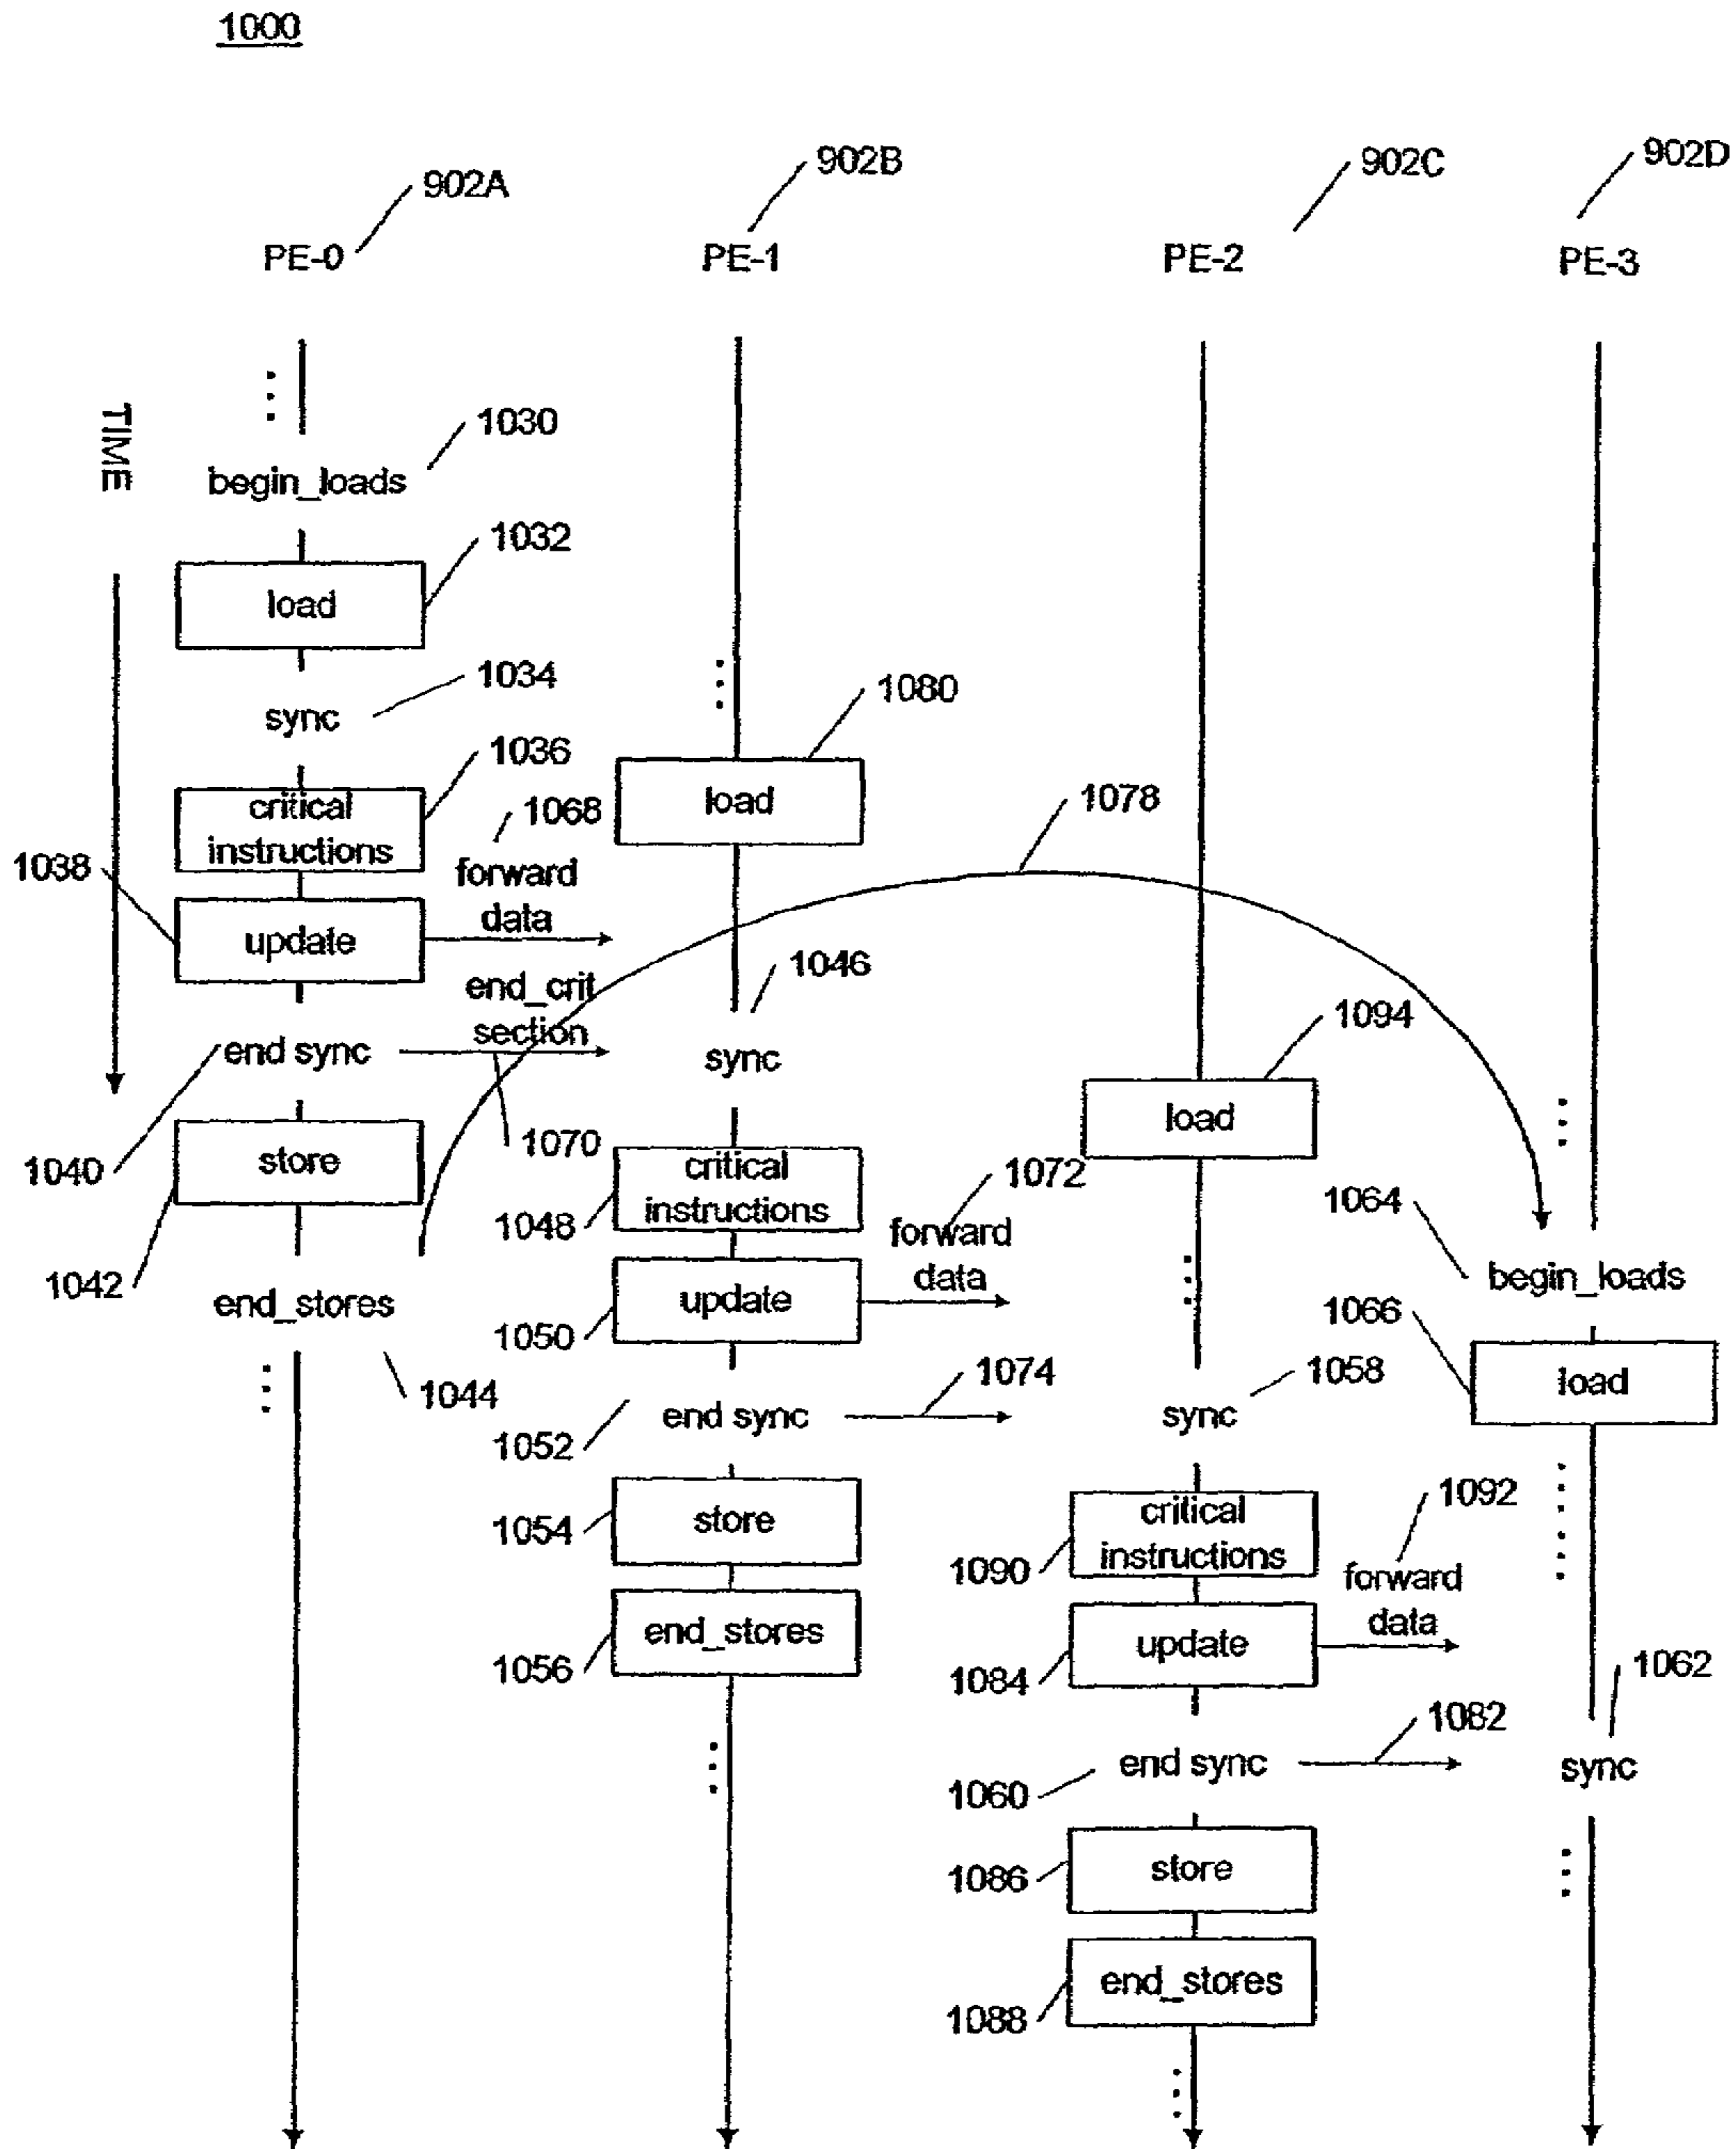 1000
902A
902B
902C
902D
PE-0
PE-1
PE-2
PE-3
TIME
1030
begin_loads
1032
load
1034
sync
1080
load
1036
critical
instructions
1068
1078
1038
forward
data
update
1046
end_crit
section
end sync
sync
1094
load
1070
1040
store
critical
instructions
1072
1048
forward
data
1064
1042
begin_loads
end_stores
update
1066
1050
load
1044
1058
1074
end sync
sync
1052
1092
store
critical
instructions
1054
1090
forward
data
end_stores
update
1056
1084
1062
1082
end sync
sync
1060
store
1086
end_stores
1088